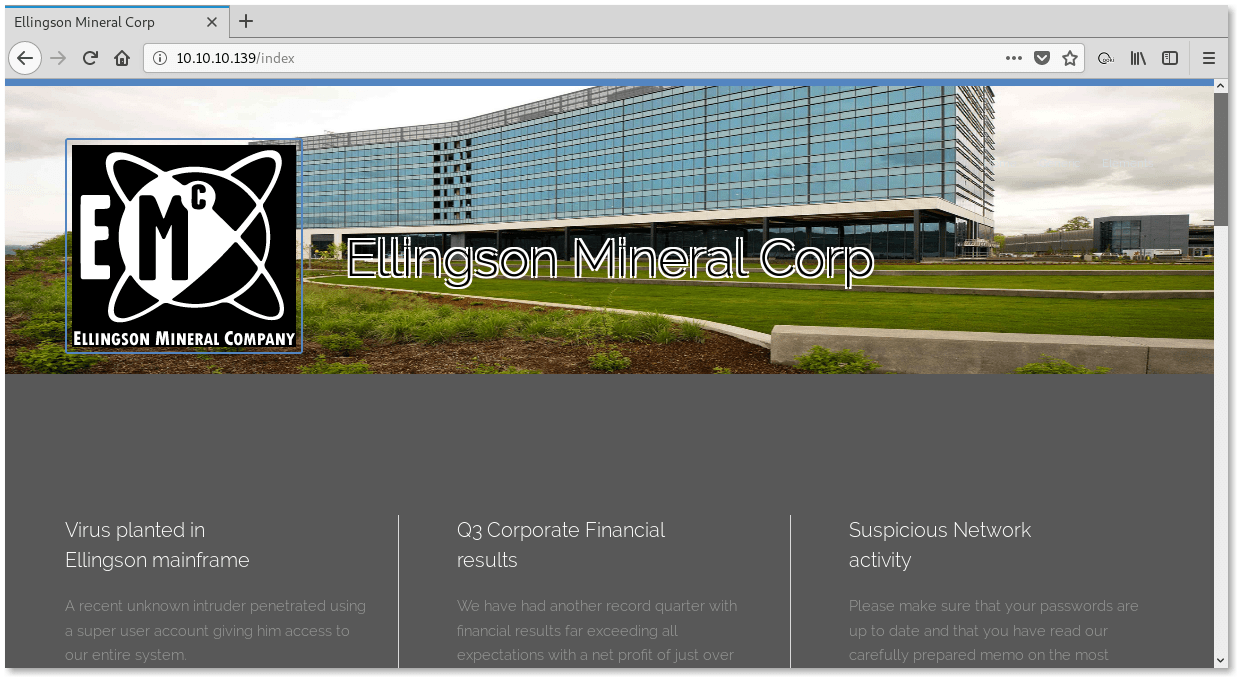 Ellingson Mineral Corp
10.10.10.139/index
EMC
ELLINGSON MINERAL COMPANY
Ellingson Mineral Corp
Virus planted in
Ellingson mainframe
A recent unknown intruder penetrated using
a super user account giving him access to
our entire system.
Q3 Corporate Financial
results
We have had another record quarter with
financial results far exceeding all
expectations with a net profit of just over
Suspicious Network
activity
Please make sure that your passwords are
up to date and that you have read our
carefully prepared memo on the most